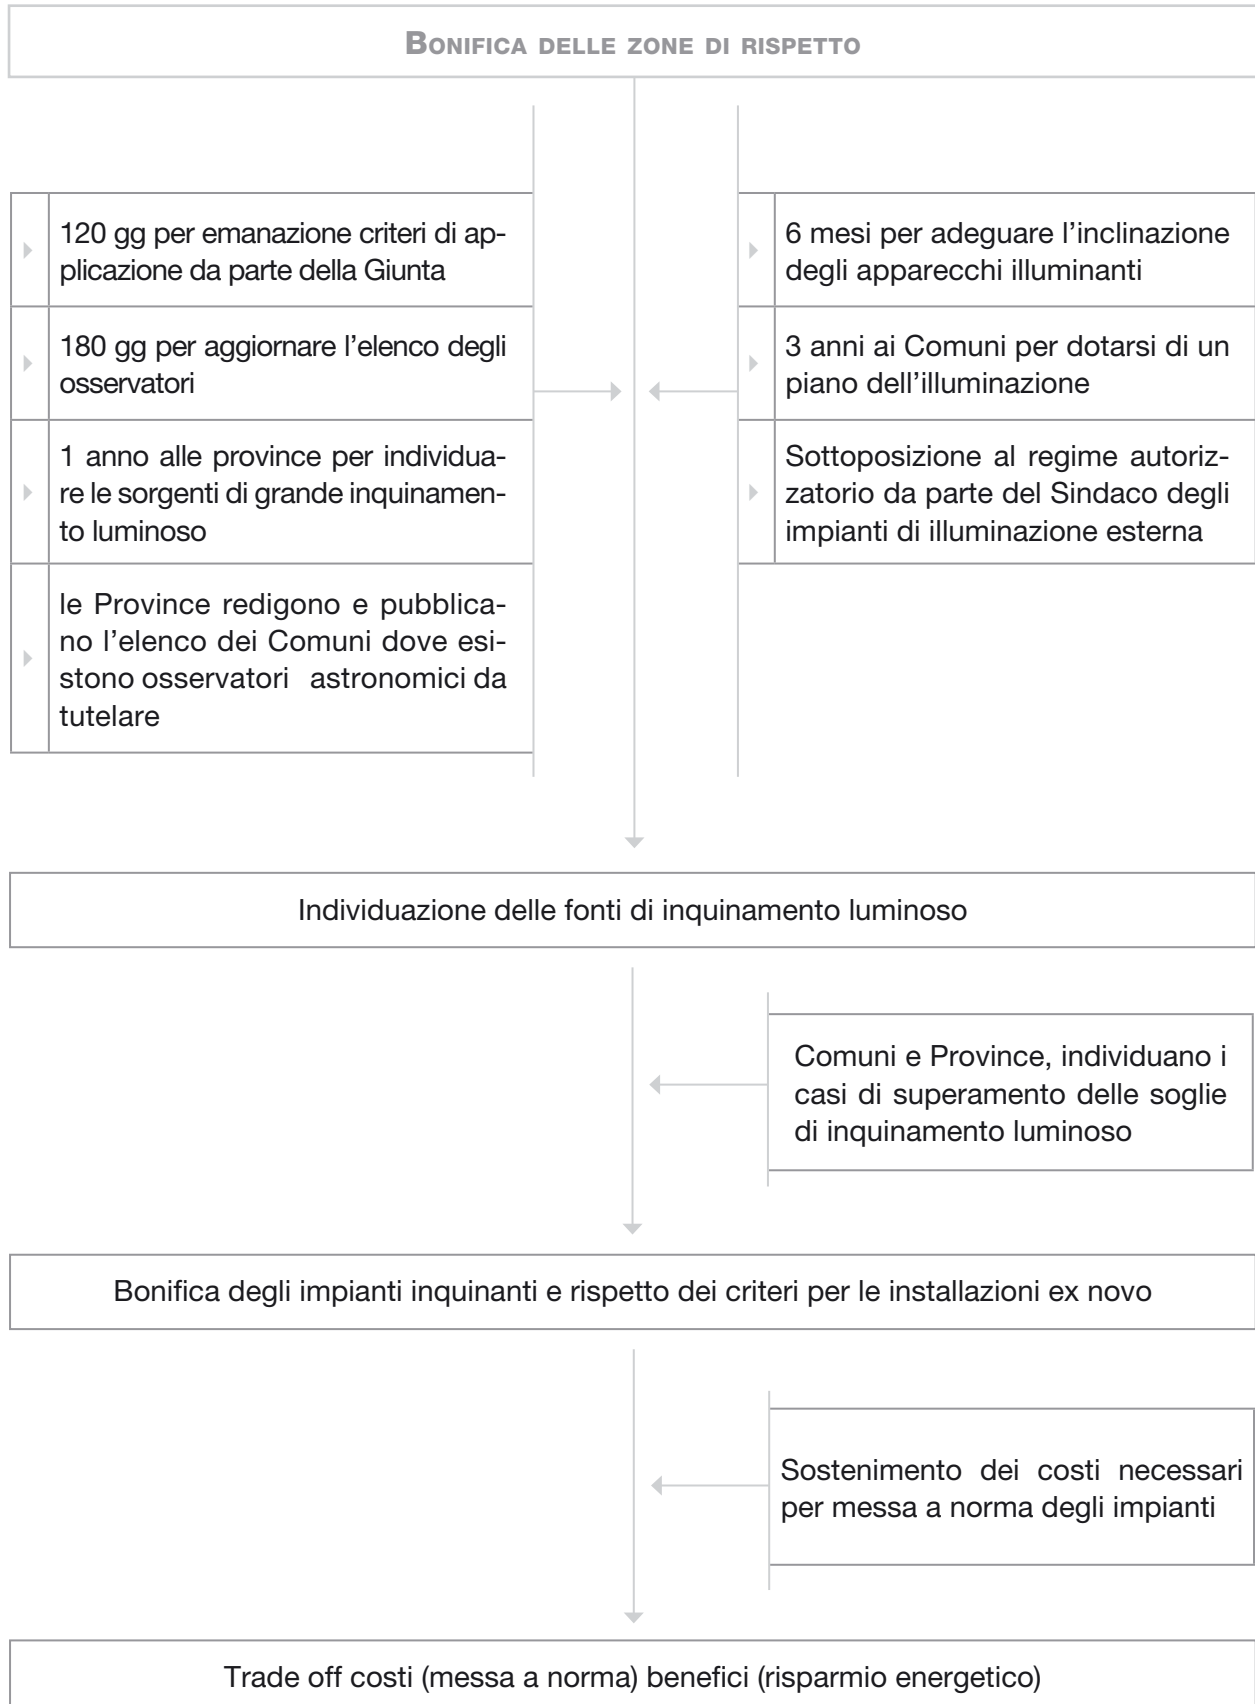 BONIFICA DELLE ZONE DI RISPETTO
120 gg per emanazione criteri di ap-
plicazione da parte della Giunta
180 gg per aggiornare l’elenco degli
osservatori
1 anno alle province per individua-
re le sorgenti di grande inquinamen-
to luminoso
le Province redigono e pubblica-
no l’elenco dei Comuni dove esi-
stono osservatori astronomici da
tutelare
6 mesi per adeguare l’inclinazione
degli apparecchi illuminanti
3 anni ai Comuni per dotarsi di un
piano dell’illuminazione
Sottoposizione al regime autoriz-
zatorio da parte del Sindaco degli
impianti di illuminazione esterna
Individuazione delle fonti di inquinamento luminoso
Comuni e Province, individuano i
casi di superamento delle soglie
di inquinamento luminoso
Bonifica degli impianti inquinanti e rispetto dei criteri per le installazioni ex novo
Sostenimento dei costi necessari
per messa a norma degli impianti
Trade off costi (messa a norma) benefici (risparmio energetico)